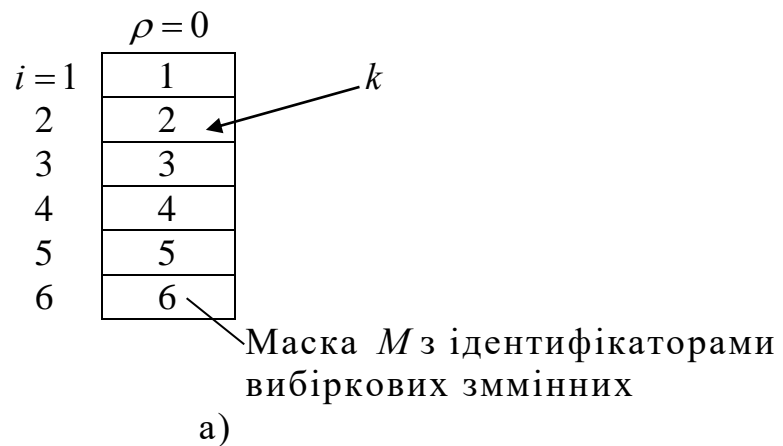 ρ = 0
i = 1 1 k
2 2
3 3
4 4
5 5
6 6
Маска M з ідентифікаторами
вибіркових зммінних
а)